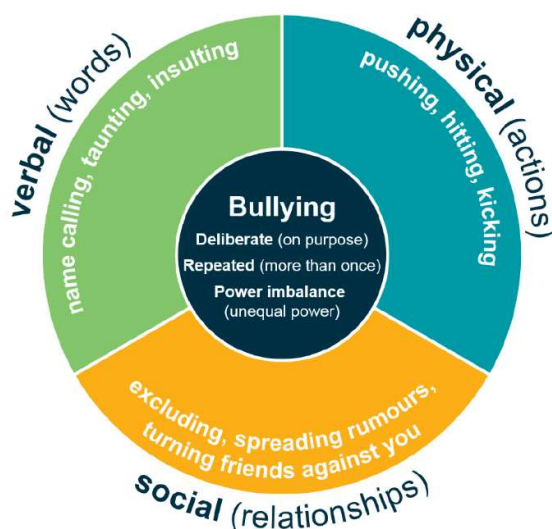 verbal (words)
name calling, taunting, insulting
physical (actions)
pushing, hitting, kicking
Bullying
Deliberate (on purpose)
Repeated (more than once)
Power imbalance
(unequal power)
excluding, spreading rumours,
turning friends against you
social (relationships)